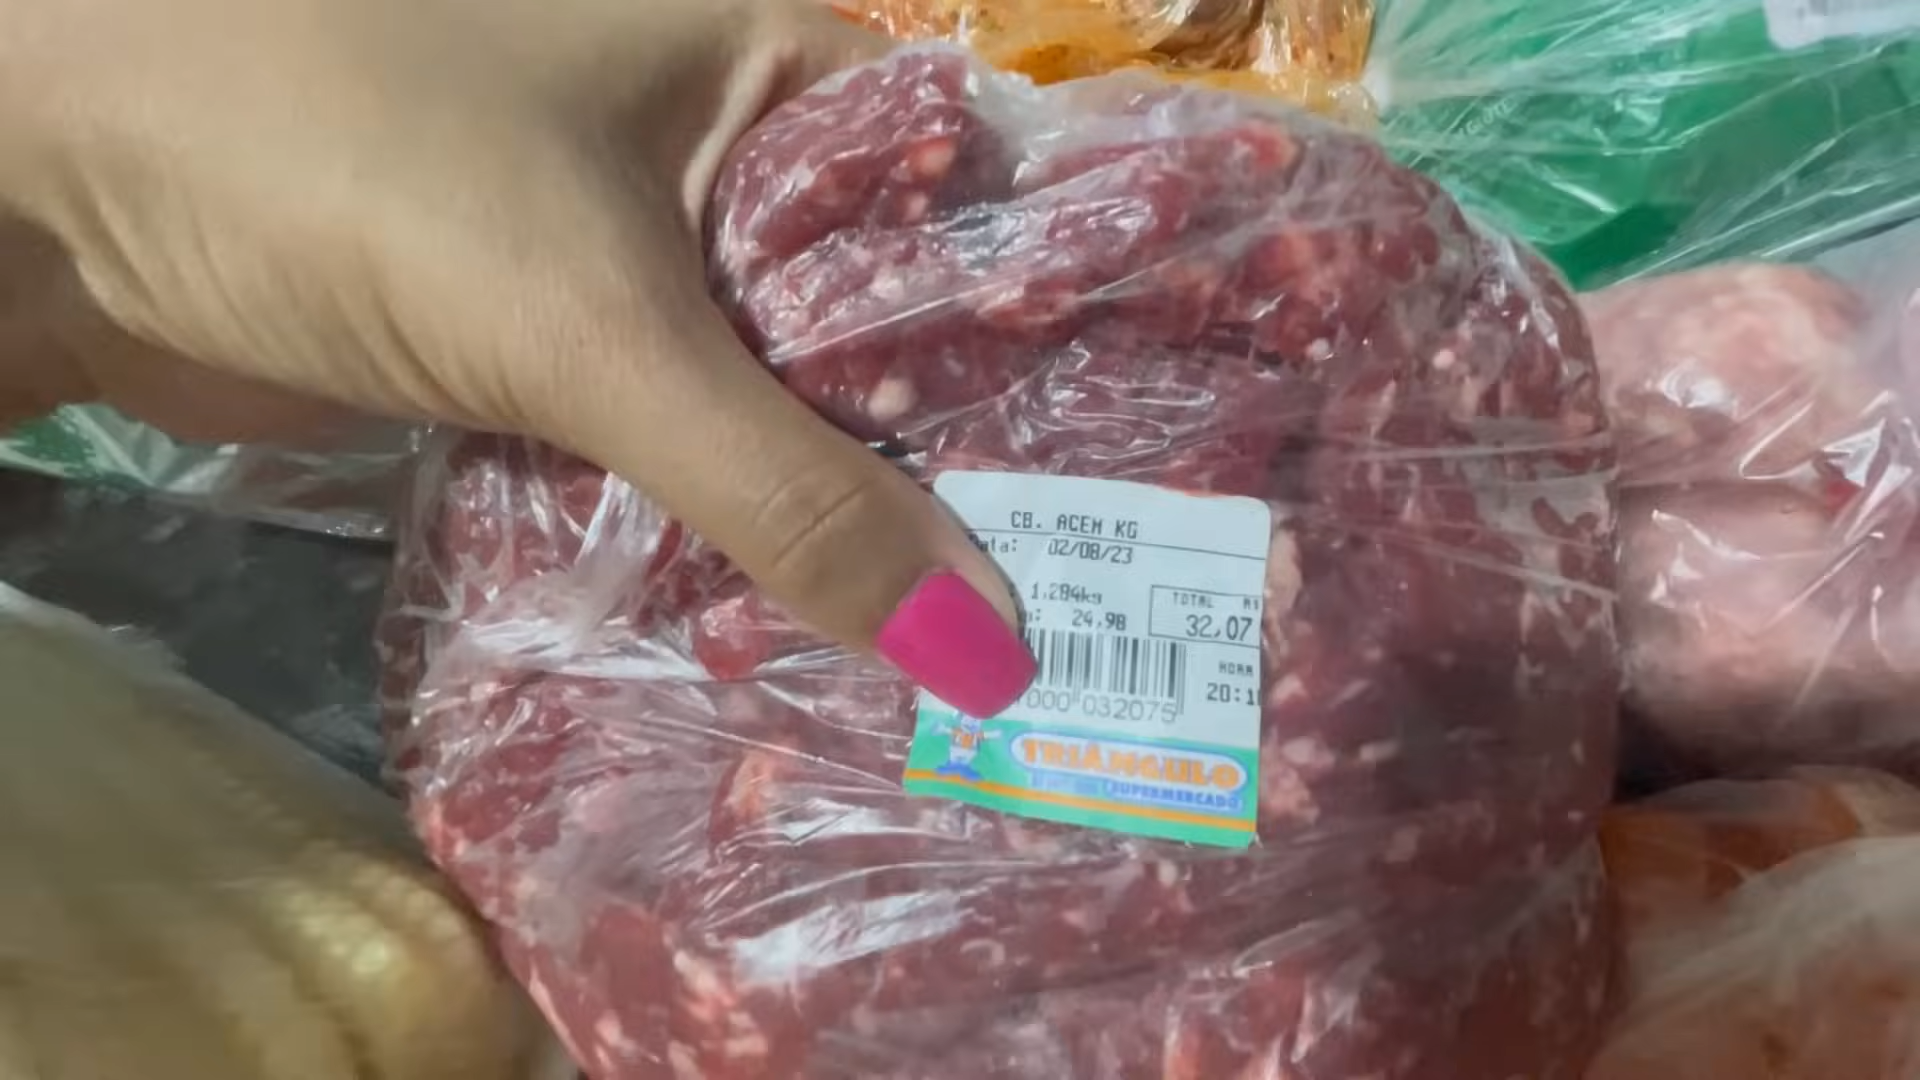 CB. ACEM KG
ata: 02/08/23
1.284kg
24,98
TOTAL R$
32,07
HORA
20:1
000 032075
TRIÂNGULO
SUPERMERCADO